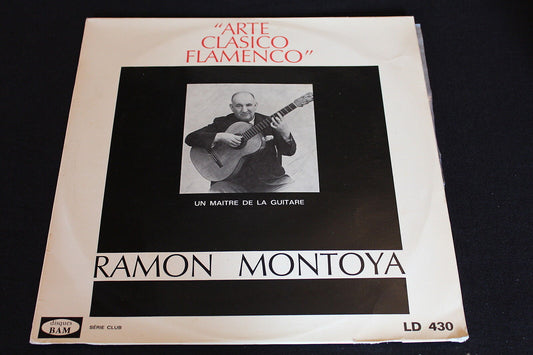 "ARTE
CLASICO
FLAMENCO"
UN MAITRE DE LA GUITARE
RAMON MONTOYA
disques
BAM
SÉRIE CLUB
LD 430